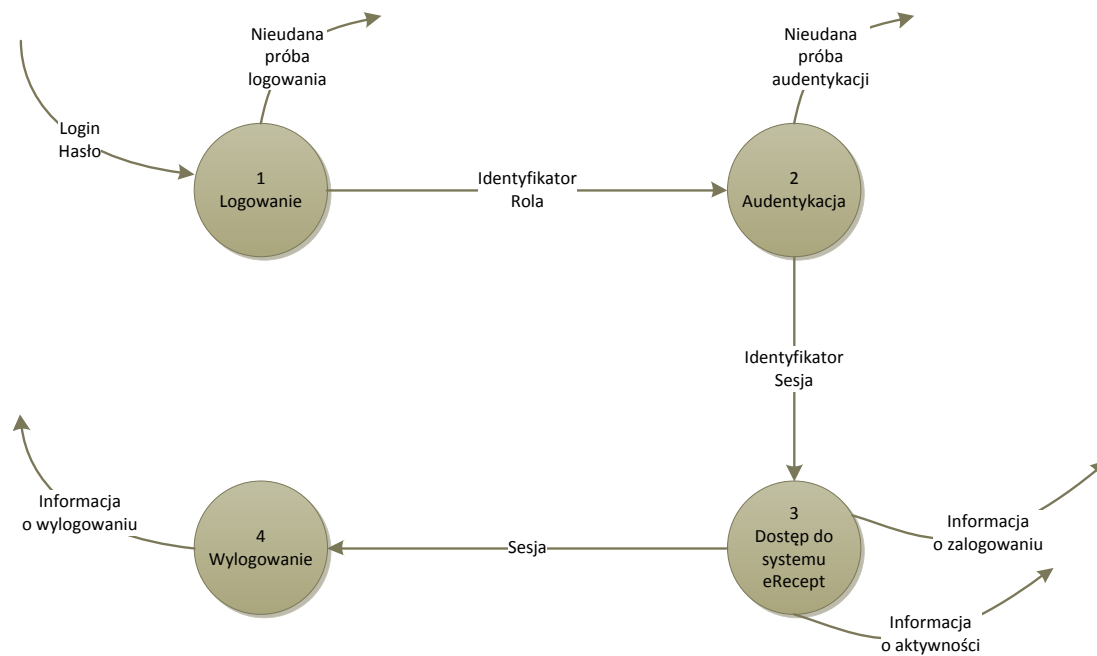 Nieudana
próba
logowania
Nieudana
próba
audentykacji
Login
Hasło
1
Logowanie
Identyfikator
Rola
2
Audentykacja
Identyfikator
Sesja
Informacja
o wylogowaniu
4
Wylogowanie
Sesja
3
Dostęp do
systemu
eRecept
Informacja
o zalogowaniu
Informacja
o aktywności